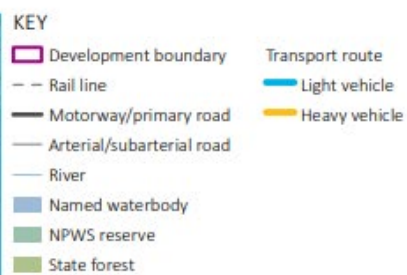 KEY
Development boundary
Rail line
Motorway/primary road
Arterial/subarterial road
River
Named waterbody
NPWS reserve
State forest
Transport route
Light vehicle
Heavy vehicle